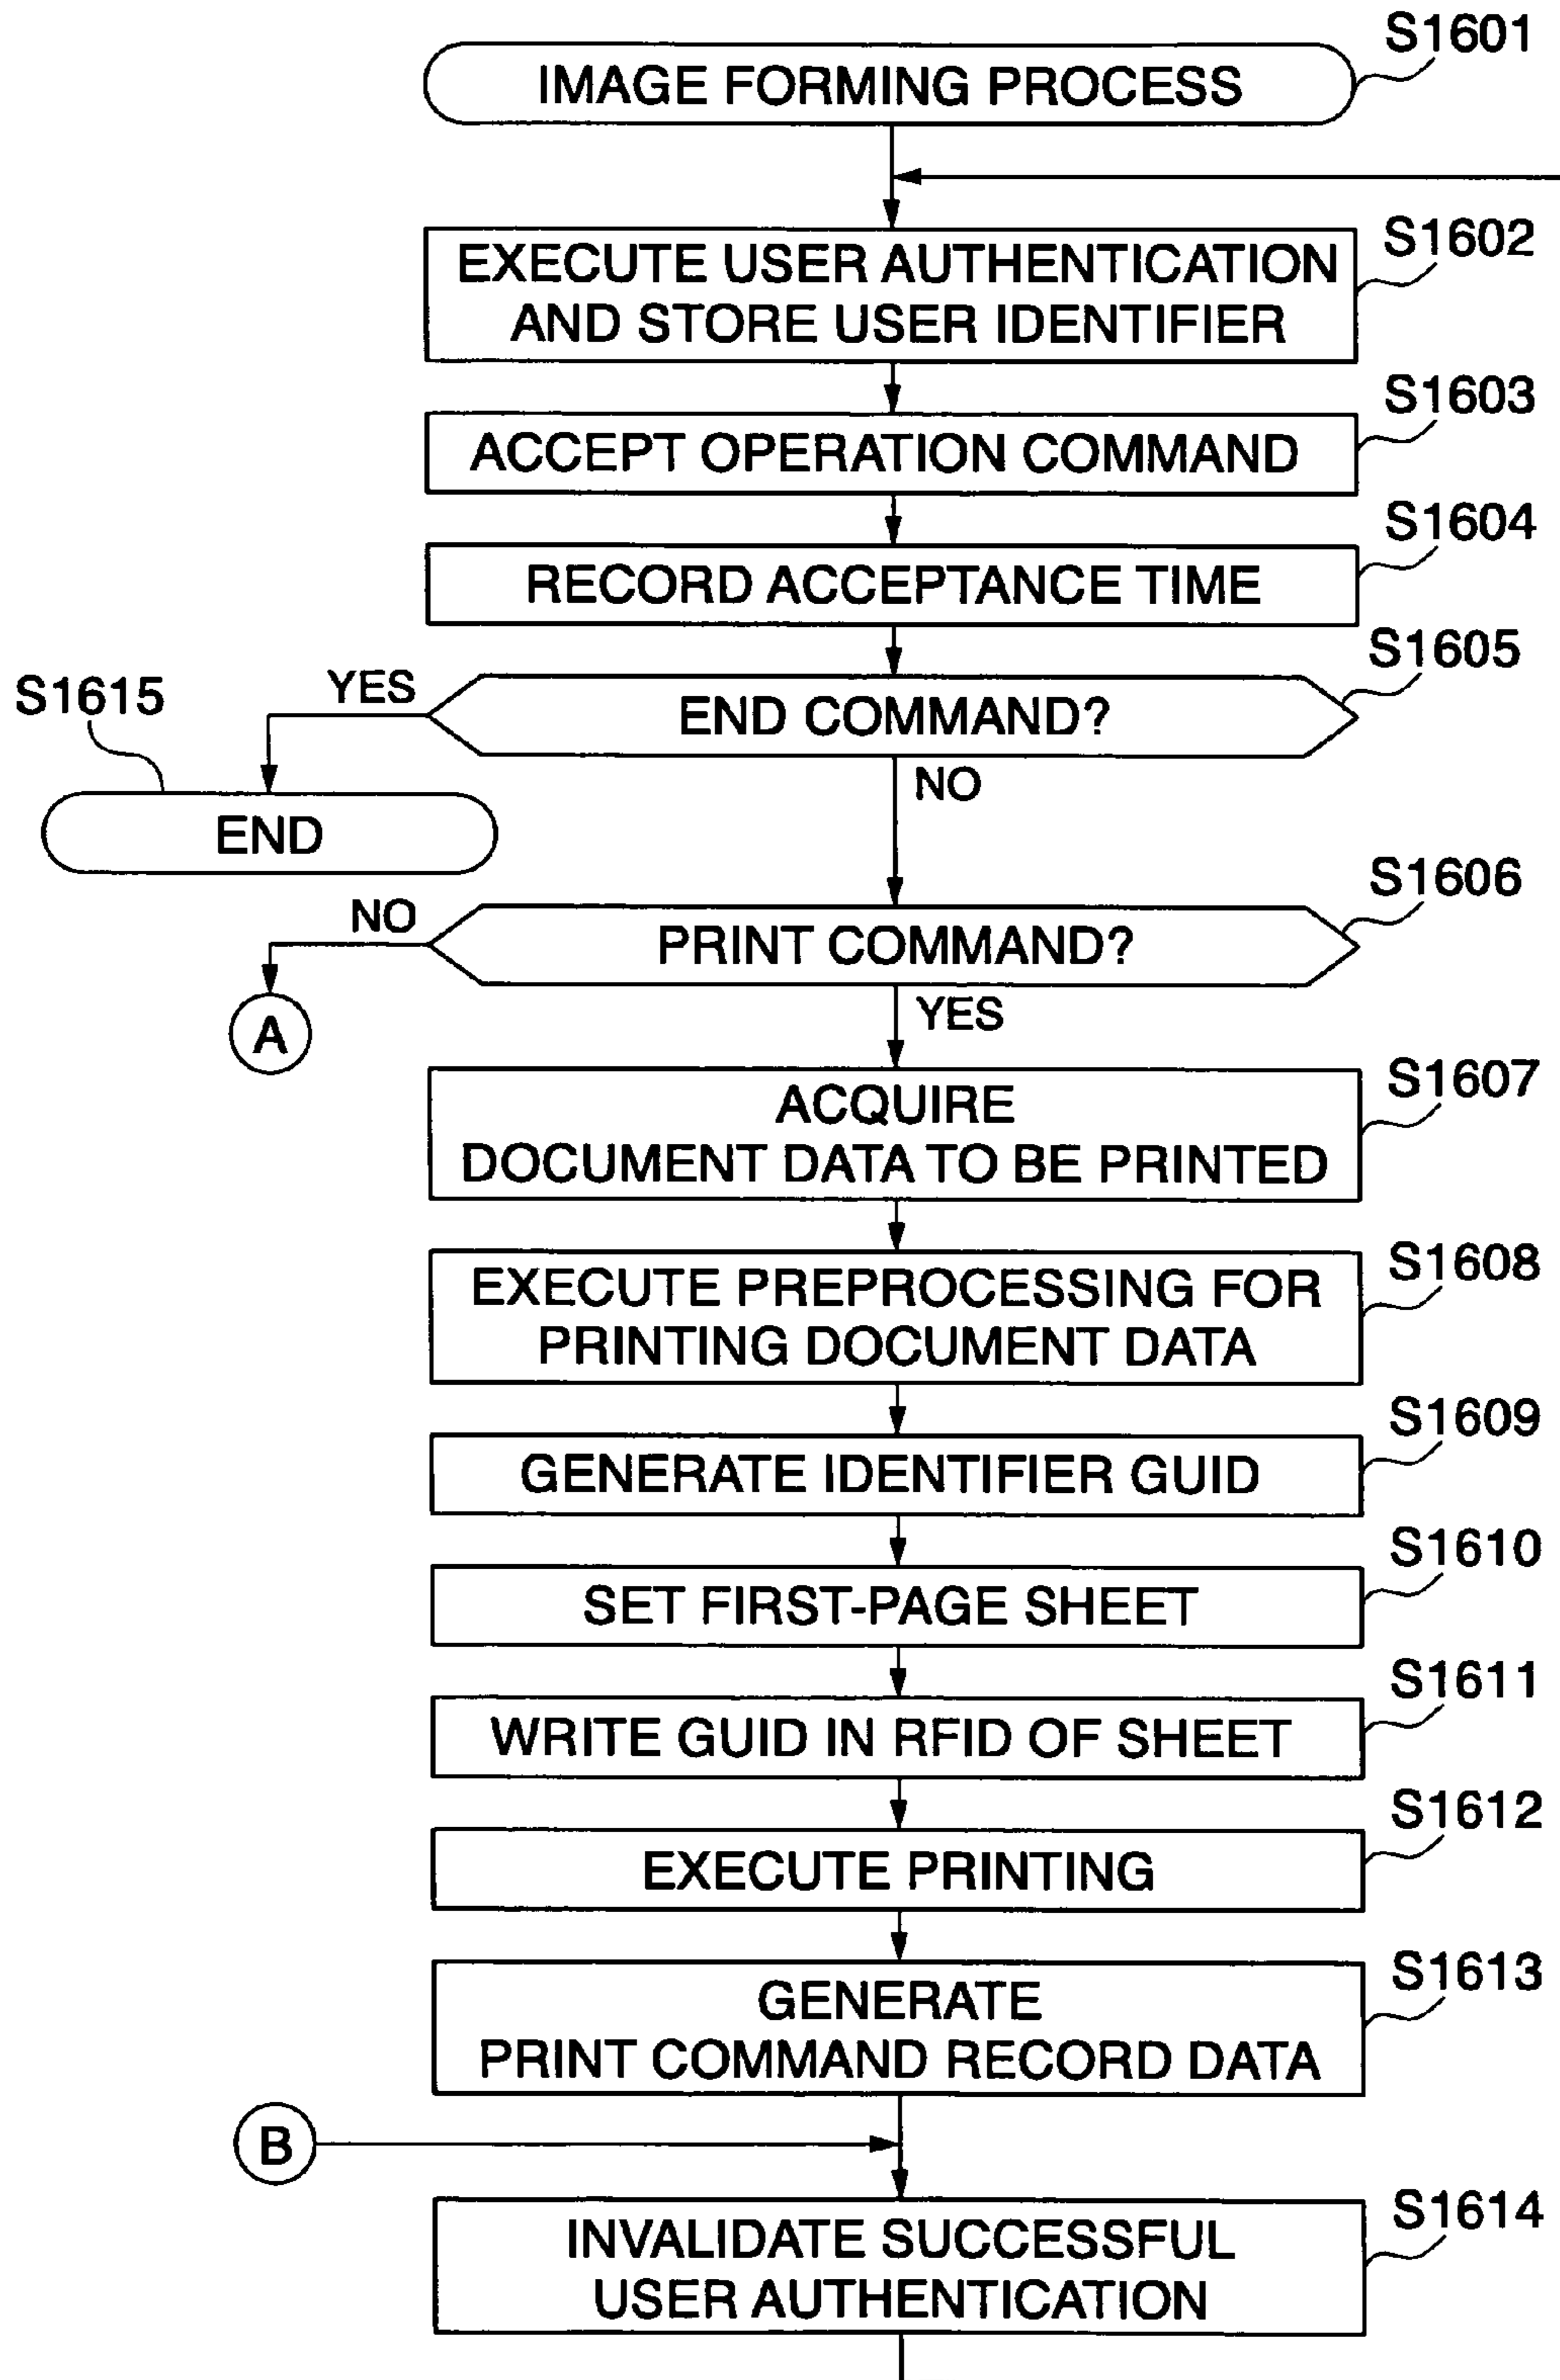 S1601
IMAGE FORMING PROCESS
S1602
EXECUTE USER AUTHENTICATION
AND STORE USER IDENTIFIER
S1603
ACCEPT OPERATION COMMAND
S1604
RECORD ACCEPTANCE TIME
S1605
S1615
YES
END COMMAND?
NO
END
S1606
NO
PRINT COMMAND?
YES
A
S1607
ACQUIRE
DOCUMENT DATA TO BE PRINTED
S1608
EXECUTE PREPROCESSING FOR
PRINTING DOCUMENT DATA
S1609
GENERATE IDENTIFIER GUID
S1610
SET FIRST-PAGE SHEET
S1611
WRITE GUID IN RFID OF SHEET
S1612
EXECUTE PRINTING
S1613
GENERATE
PRINT COMMAND RECORD DATA
B
S1614
INVALIDATE SUCCESSFUL
USER AUTHENTICATION